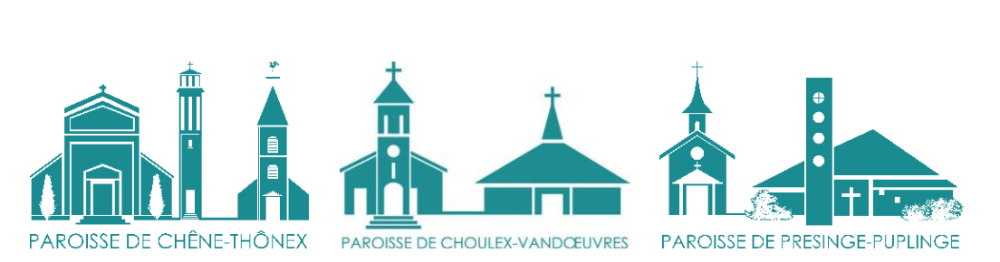 PAROISSE DE CHÊNE-THÔNEX
PAROISSE DE CHOULEX-VANDŒUVRES
PAROISSE DE PRESINGE-PUPLINGE